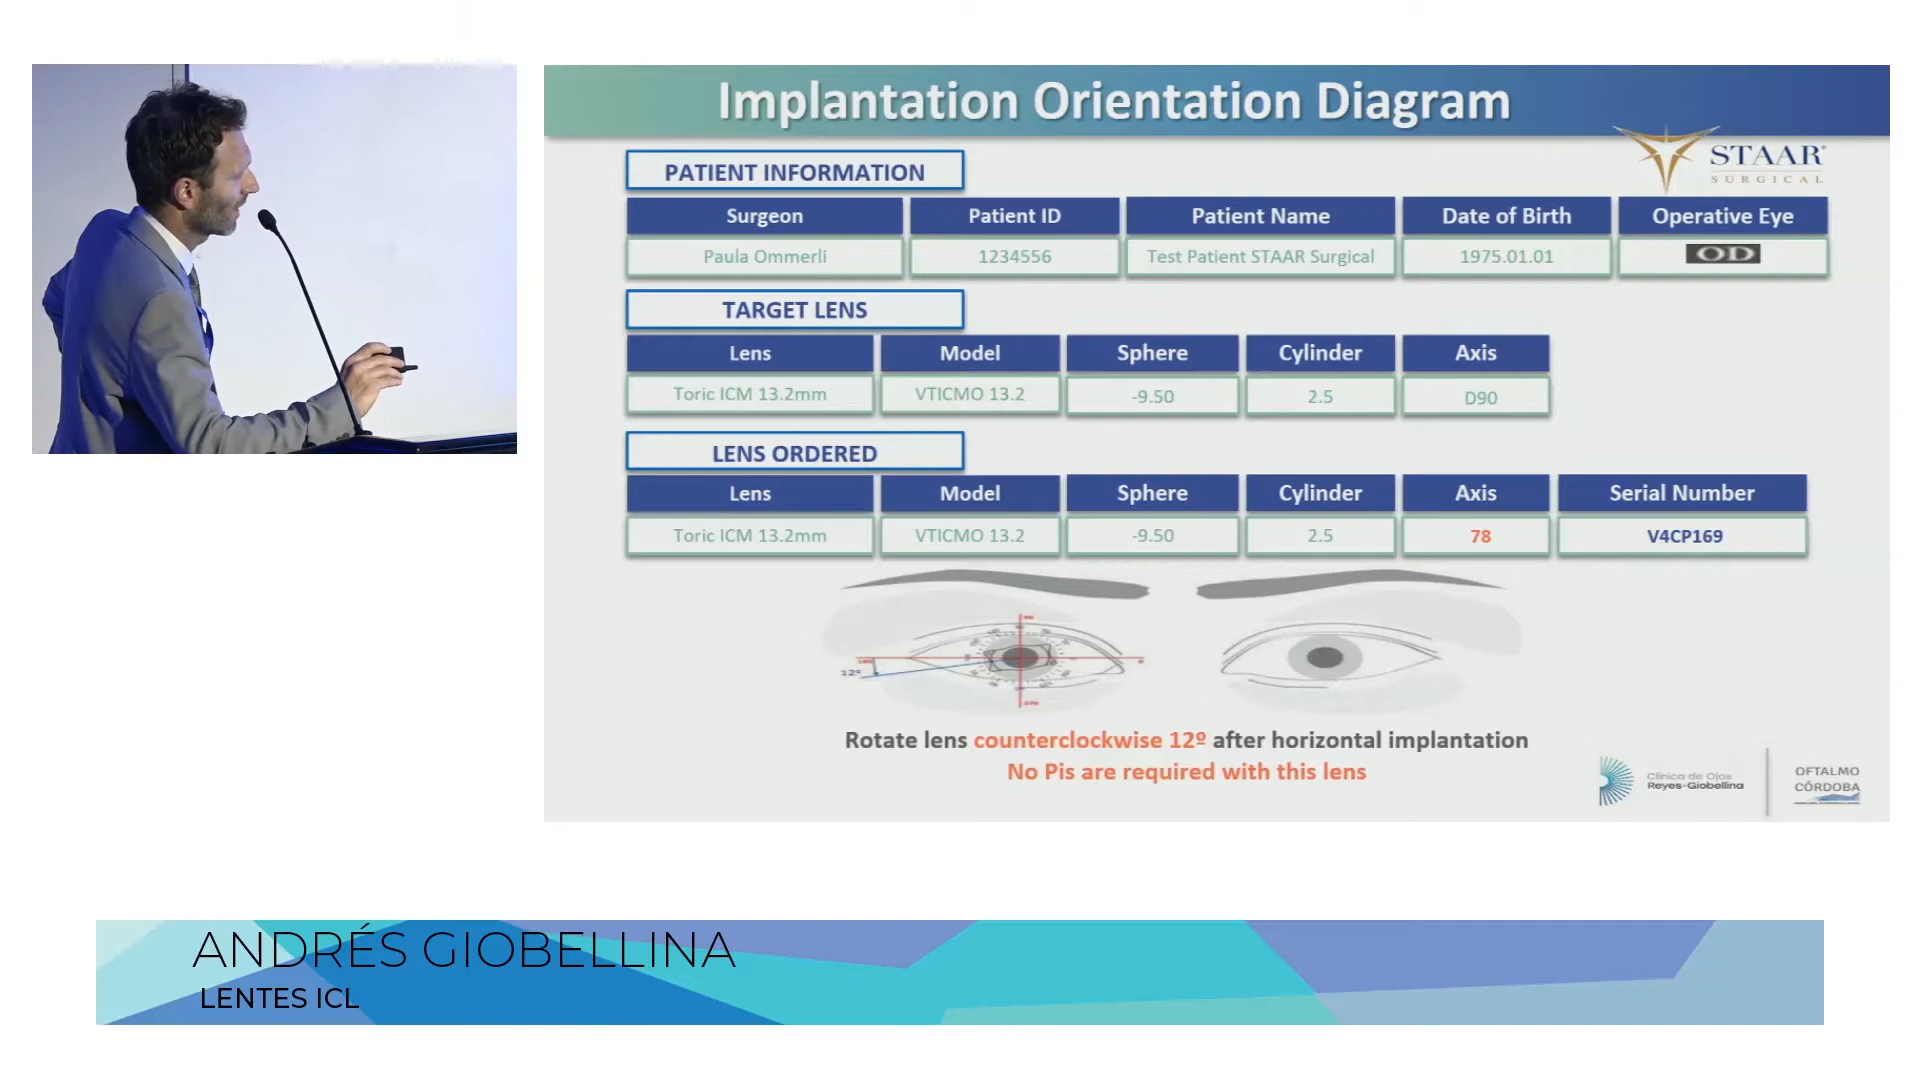 Implantation Orientation Diagram
STAAR
SURGICAL
PATIENT INFORMATION
Surgeon Patient ID Patient Name Date of Birth Operative Eye
Paula Ommerli 1234556 Test Patient STAAR Surgical 1975.01.01 OD
TARGET LENS
Lens Model Sphere Cylinder Axis
Toric ICM 13.2mm VTICMO 13.2 -9.50 2.5 D90
LENS ORDERED
Lens Model Sphere Cylinder Axis Serial Number
Toric ICM 13.2mm VTICMO 13.2 -9.50 2.5 78 V4CP169
12º
Rotate lens counterclockwise 12º after horizontal implantation
No Pis are required with this lens
Clínica de Ojos
Reyes-Giobellina
OFTALMO
CÓRDOBA
ANDRÉS GIOBELLINA
LENTES ICL